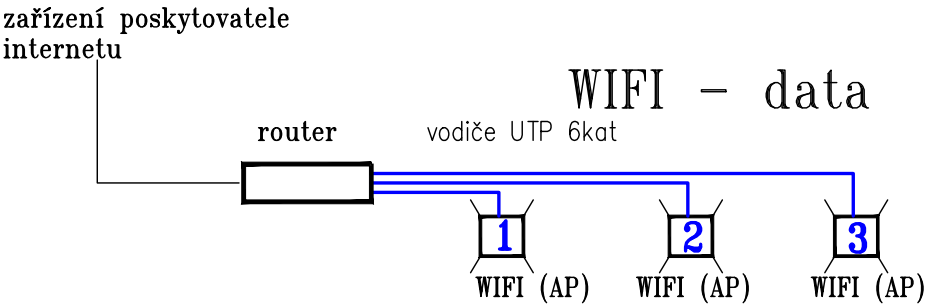 zařízení poskytovatele
internetu
WIFI - data
router
vodiče UTP 6kat
1
2
3
WIFI (AP)
WIFI (AP)
WIFI (AP)